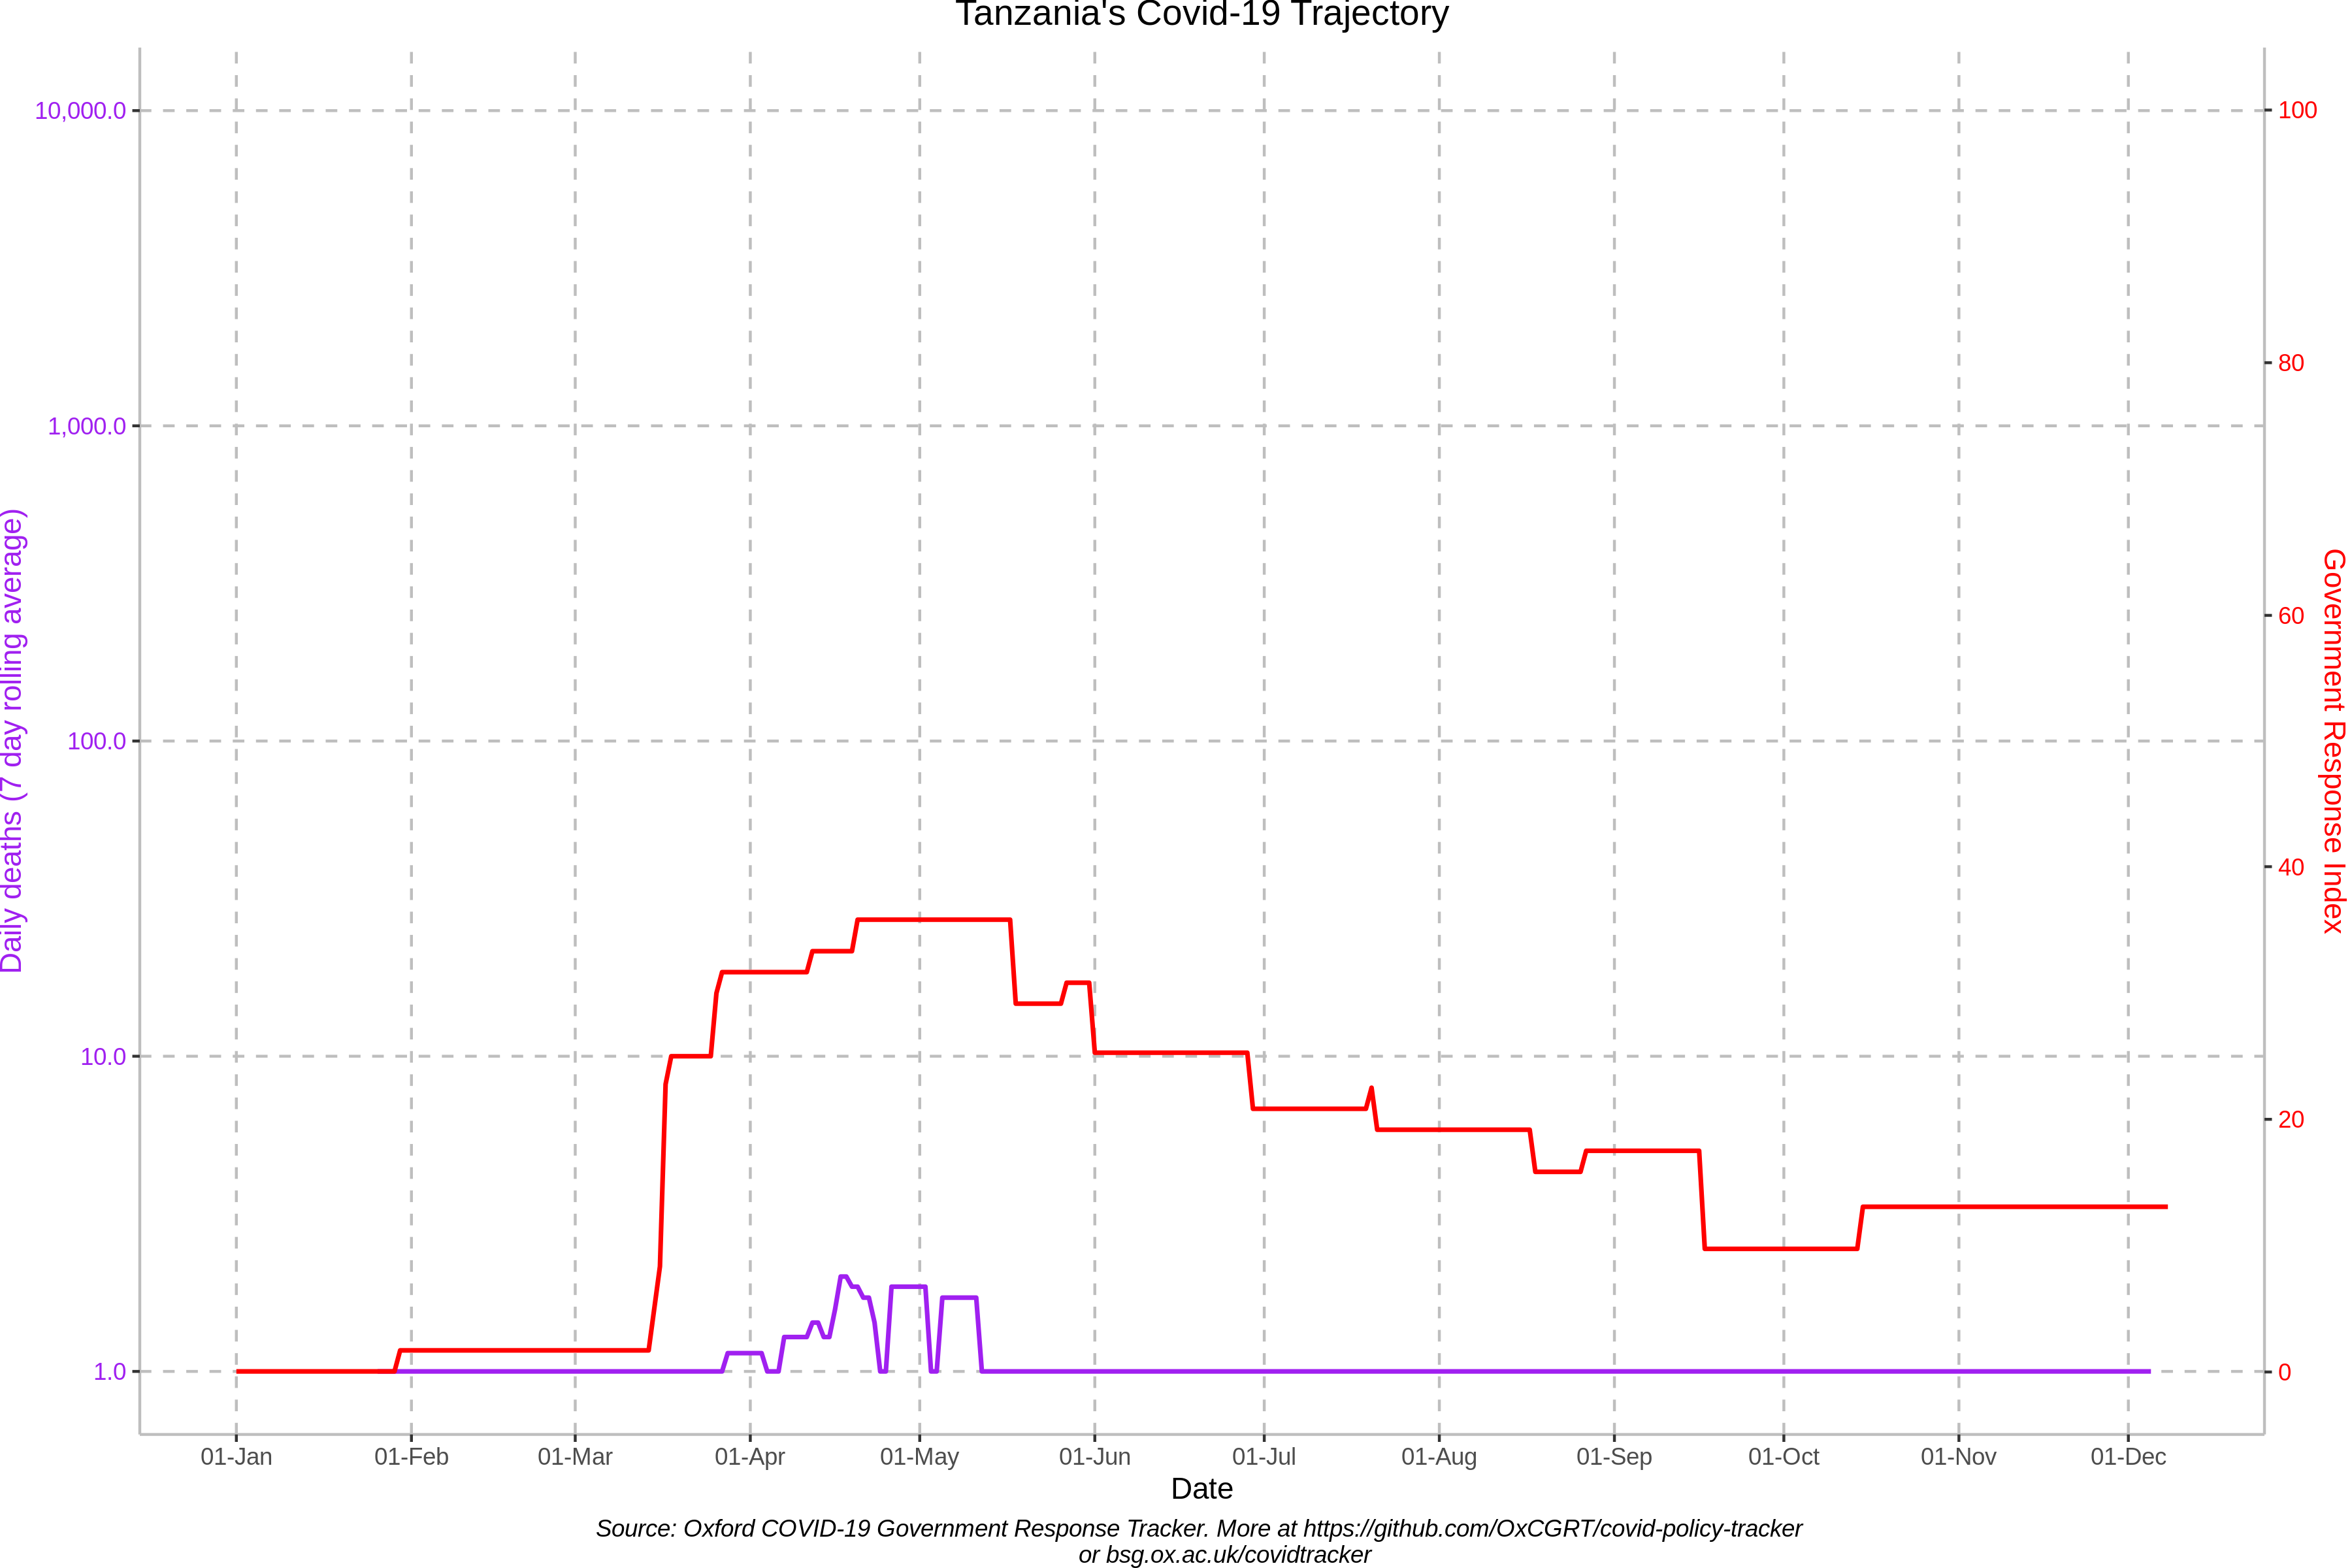 Tanzania's Covid-19 Trajectory
Daily deaths (7 day rolling average)
10,000.0
1,000.0
100.0
10.0
1.0
100
80
60
40
20
0
Government Response Index
01-Jan 01-Feb 01-Mar 01-Apr 01-May 01-Jun 01-Jul 01-Aug 01-Sep 01-Oct 01-Nov 01-Dec
Date
Source: Oxford COVID-19 Government Response Tracker. More at https://github.com/OxCGRT/covid-policy-tracker
or bsg.ox.ac.uk/covidtracker